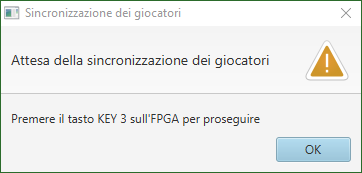 Sincronizzazione dei giocatori
Attesa della sincronizzazione dei giocatori
Premere il tasto KEY 3 sull'FPGA per proseguire
OK